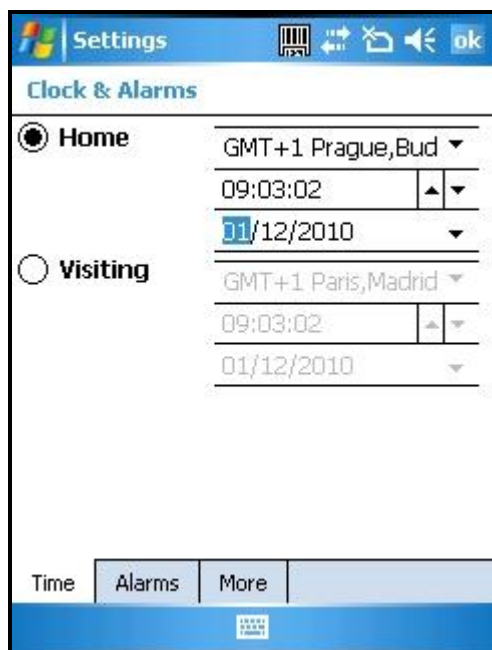 Settings
ok
Clock & Alarms
Home
GMT+1 Prague,Bud
09:03:02
01/12/2010
Visiting
GMT+1 Paris,Madrid
09:03:02
01/12/2010
Time Alarms More